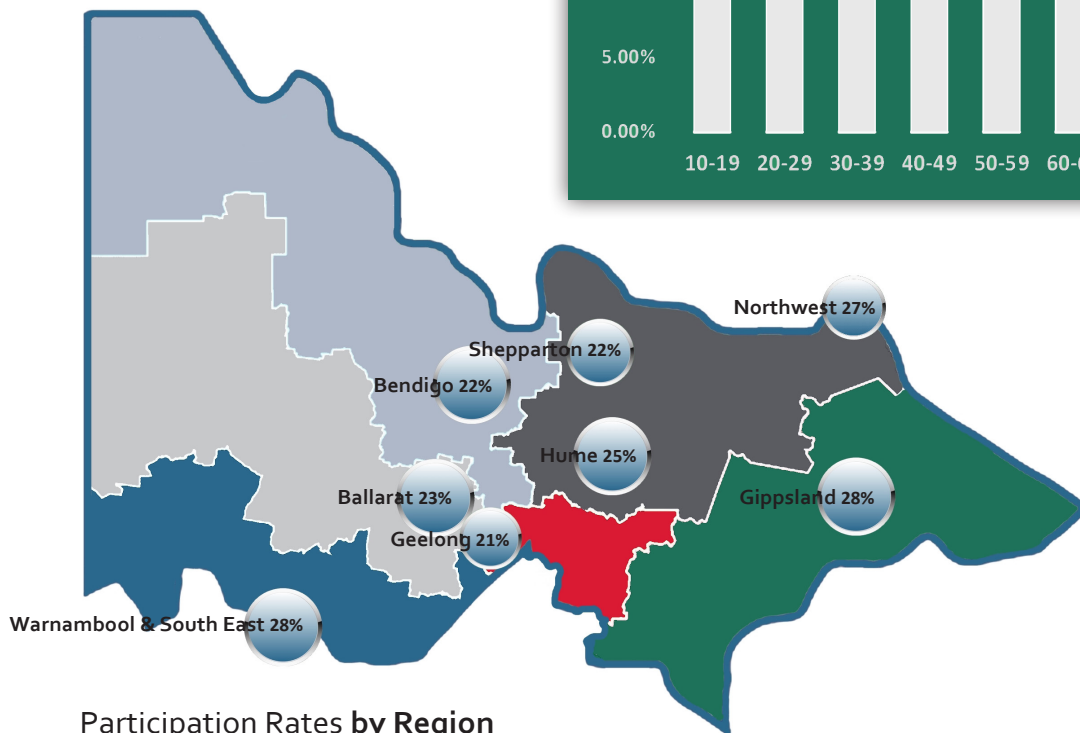 5.00%
0.00%
10-19 20-29 30-39 40-49 50-59
Northwest 27%
Shepparton 22%
Bendigo 22%
Hume 25%
Ballarat 23%
Gippsland 28%
Geelong 21%
Warnambool & South East 28%
Participation Rates by Region